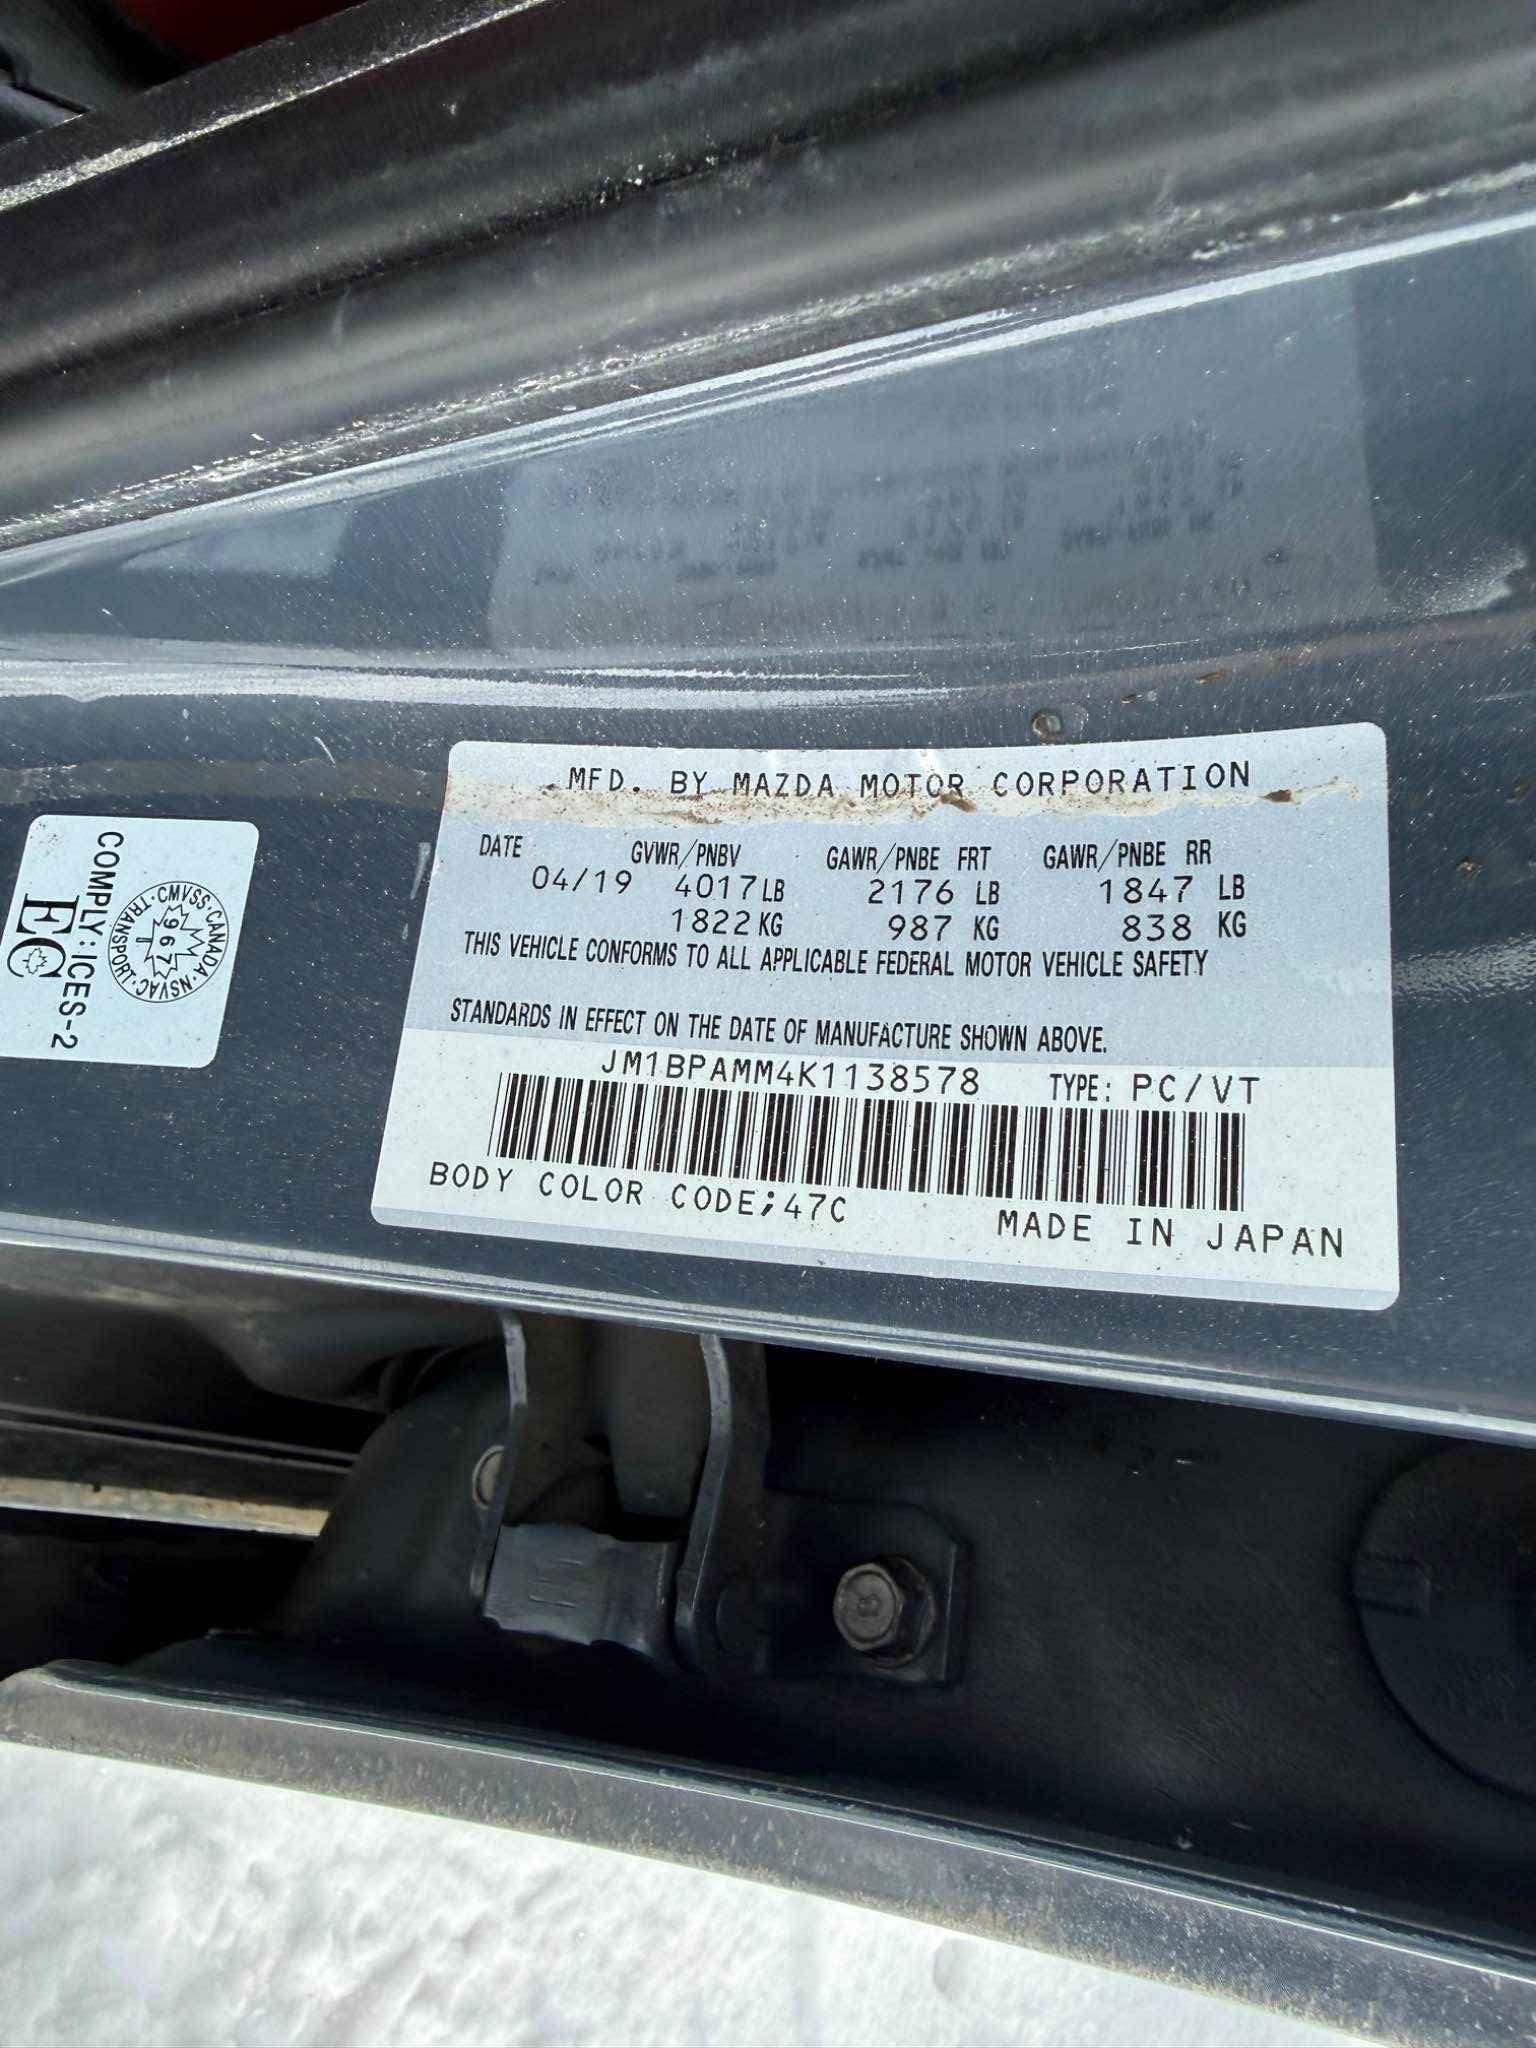 MFD. BY MAZDA MOTOR CORPORATION
DATE GVWR/PNBV GAWR/PNBE FRT GAWR/PNBE RR
04/19 4017 LB 2176 LB 1847 LB
1822 KG 987 KG 838 KG
THIS VEHICLE CONFORMS TO ALL APPLICABLE FEDERAL MOTOR VEHICLE SAFETY
STANDARDS IN EFFECT ON THE DATE OF MANUFACTURE SHOWN ABOVE.
JM1BPAMM4K1138578 TYPE: PC/VT
BODY COLOR CODE;47C
MADE IN JAPAN
COMPLY: ICES-2
CMVSS·CANADA·NSVAC·TRANSPORT·
967
EC
8